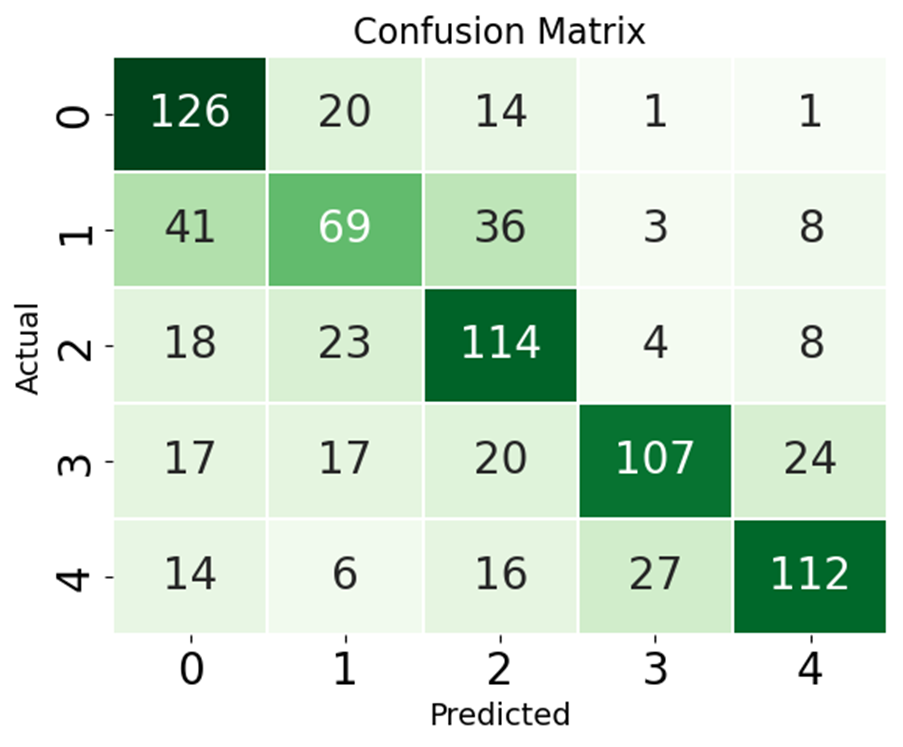 Confusion Matrix
0 126 20 14 1 1
1 41 69 36 3 8
2 18 23 114 4 8
3 17 17 20 107 24
4 14 6 16 27 112
0 1 2 3 4
Actual
Predicted